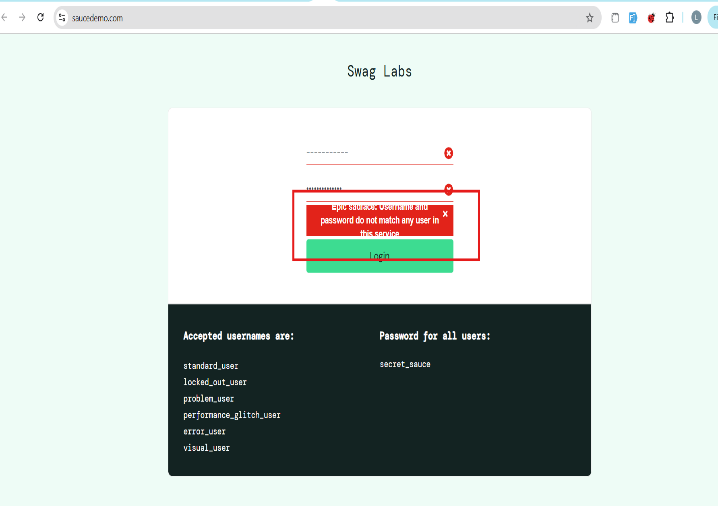 saucedemo.com
L
Swag Labs
-----------
Epic sadface: Username and
password do not match any user in
this service
Login
Accepted usernames are:
Password for all users:
standard_user
secret_sauce
locked_out_user
problem_user
performance_glitch_user
error_user
visual_user